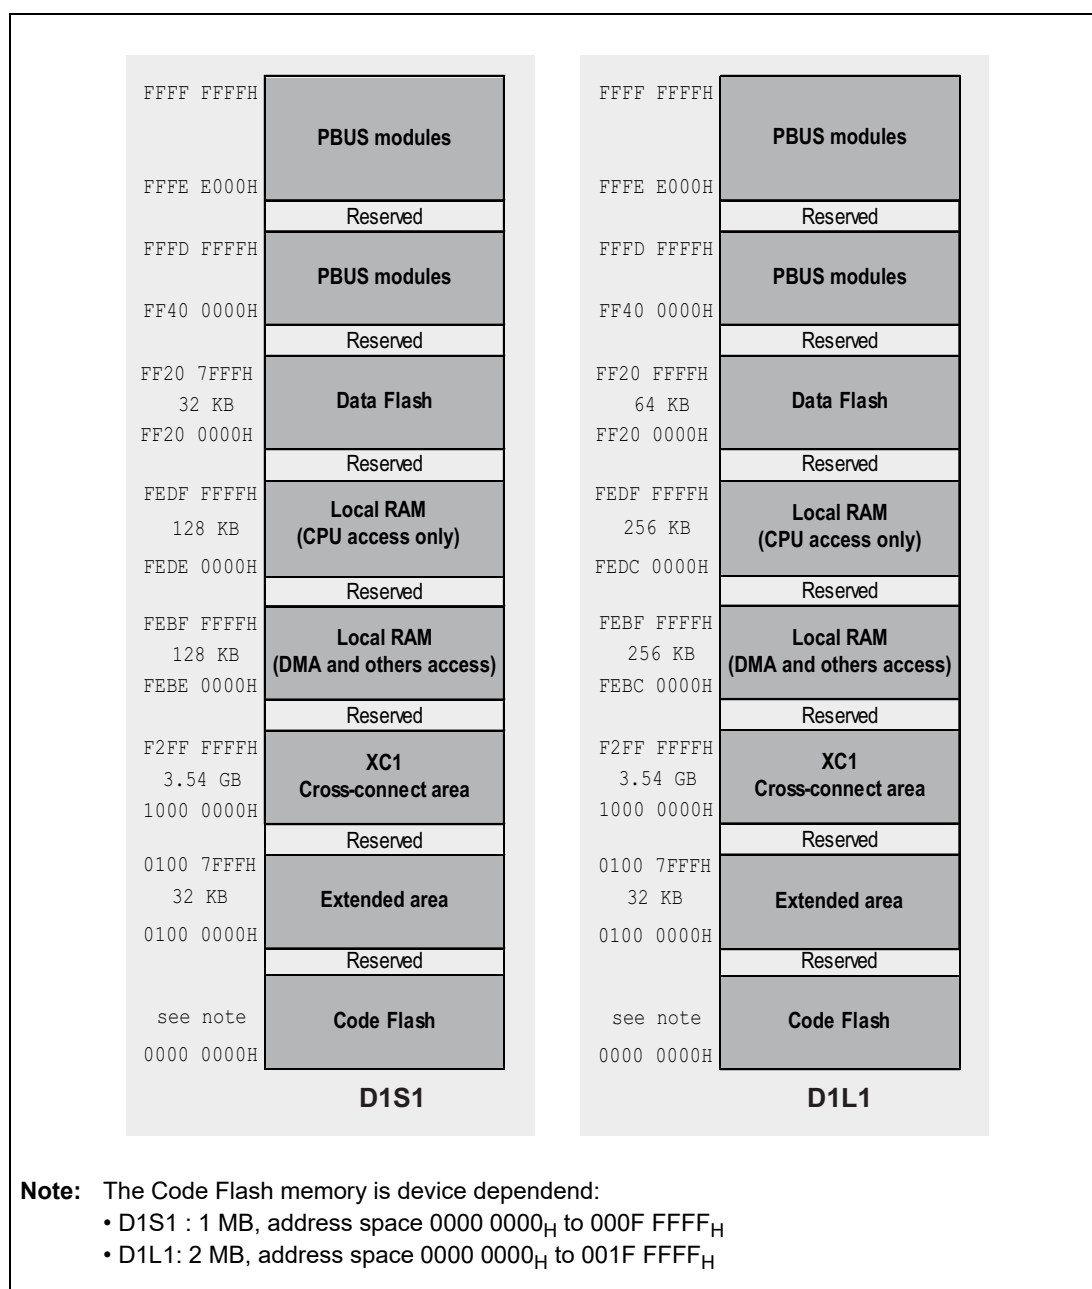 FFFF FFFFH
PBUS modules
FFFE E000H
Reserved
FFFD FFFFH
PBUS modules
FF40 0000H
Reserved
FF20 7FFFH
32 KB
Data Flash
FF20 0000H
Reserved
FEDF FFFFH
Local RAM
128 KB
(CPU access only)
FEDE 0000H
Reserved
FEBF FFFFH
Local RAM
128 KB
(DMA and others access)
FEBE 0000H
Reserved
F2FF FFFFH
XC1
3.54 GB
Cross-connect area
1000 0000H
Reserved
0100 7FFFH
32 KB
Extended area
0100 0000H
Reserved
see note
Code Flash
0000 0000H
D1S1
FFFF FFFFH
PBUS modules
FFFE E000H
Reserved
FFFD FFFFH
PBUS modules
FF40 0000H
Reserved
FF20 FFFFH
64 KB
Data Flash
FF20 0000H
Reserved
FEDF FFFFH
Local RAM
256 KB
(CPU access only)
FEDC 0000H
Reserved
FEBF FFFFH
Local RAM
256 KB
(DMA and others access)
FEBC 0000H
Reserved
F2FF FFFFH
XC1
3.54 GB
Cross-connect area
1000 0000H
Reserved
0100 7FFFH
32 KB
Extended area
0100 0000H
Reserved
see note
Code Flash
0000 0000H
D1L1
Note: The Code Flash memory is device dependend:
• D1S1 : 1 MB, address space 0000 0000H to 000F FFFFH
• D1L1: 2 MB, address space 0000 0000H to 001F FFFFH